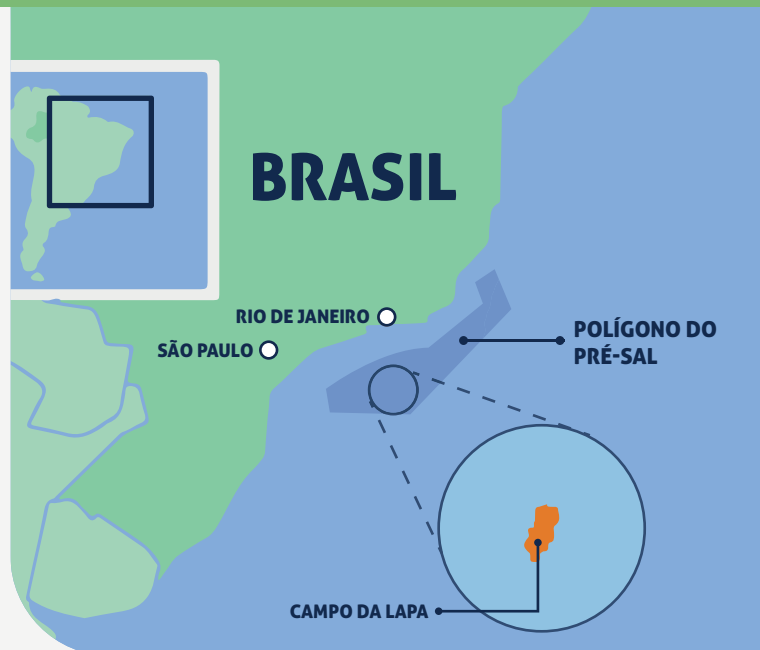 BRASIL
RIO DE JANEIRO
SÃO PAULO
POLÍGONO DO
PRÉ-SAL
CAMPO DA LAPA